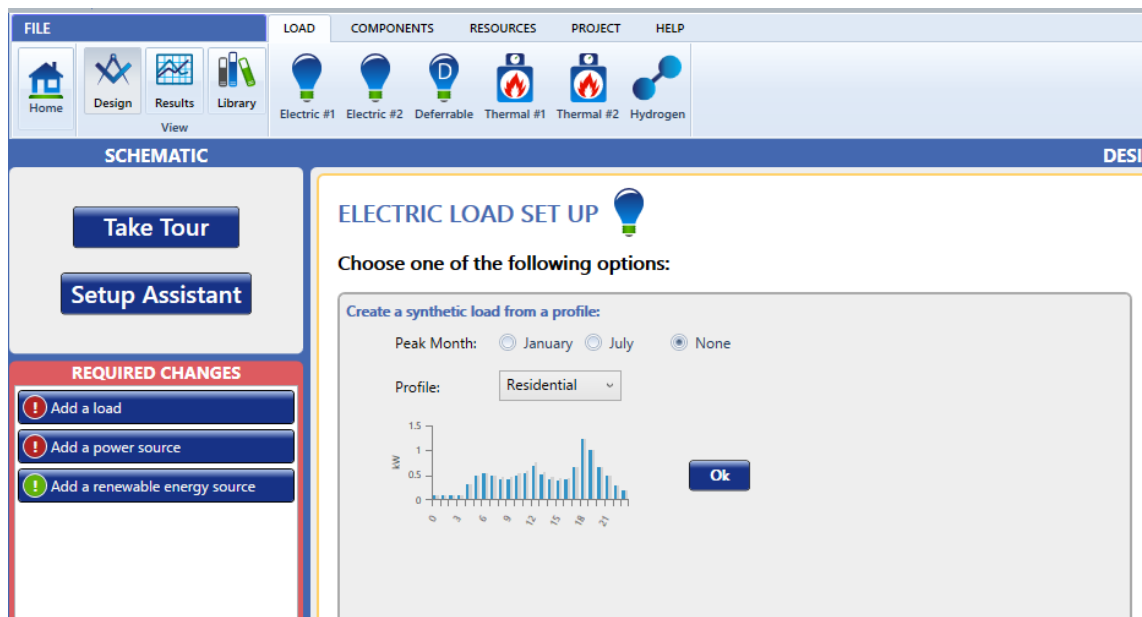 FILE
LOAD COMPONENTS RESOURCES PROJECT HELP
Home Design Results Library
View
Electric #1 Electric #2 D Deferrable Thermal #1 Thermal #2 Hydrogen
SCHEMATIC
DESI
Take Tour
Setup Assistant
REQUIRED CHANGES
! Add a load
! Add a power source
! Add a renewable energy source
ELECTRIC LOAD SET UP
Choose one of the following options:
Create a synthetic load from a profile:
Peak Month: January July None
Profile: Residential
kW
1.5
1
0.5
0
0 3 6 9 12 15 18 21
Ok